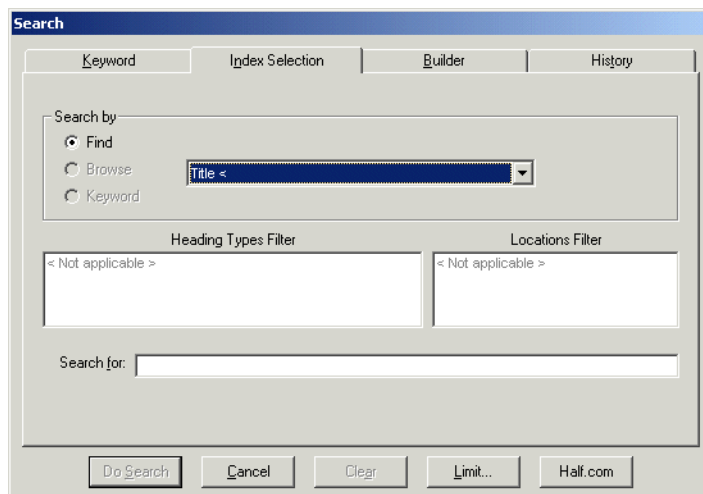 Search
Keyword Index Selection Builder History
Search by
Find
Browse
Title <
Keyword
Heading Types Filter Locations Filter
< Not applicable > < Not applicable >
Search for:
Do Search Cancel Clear Limit... Half.com